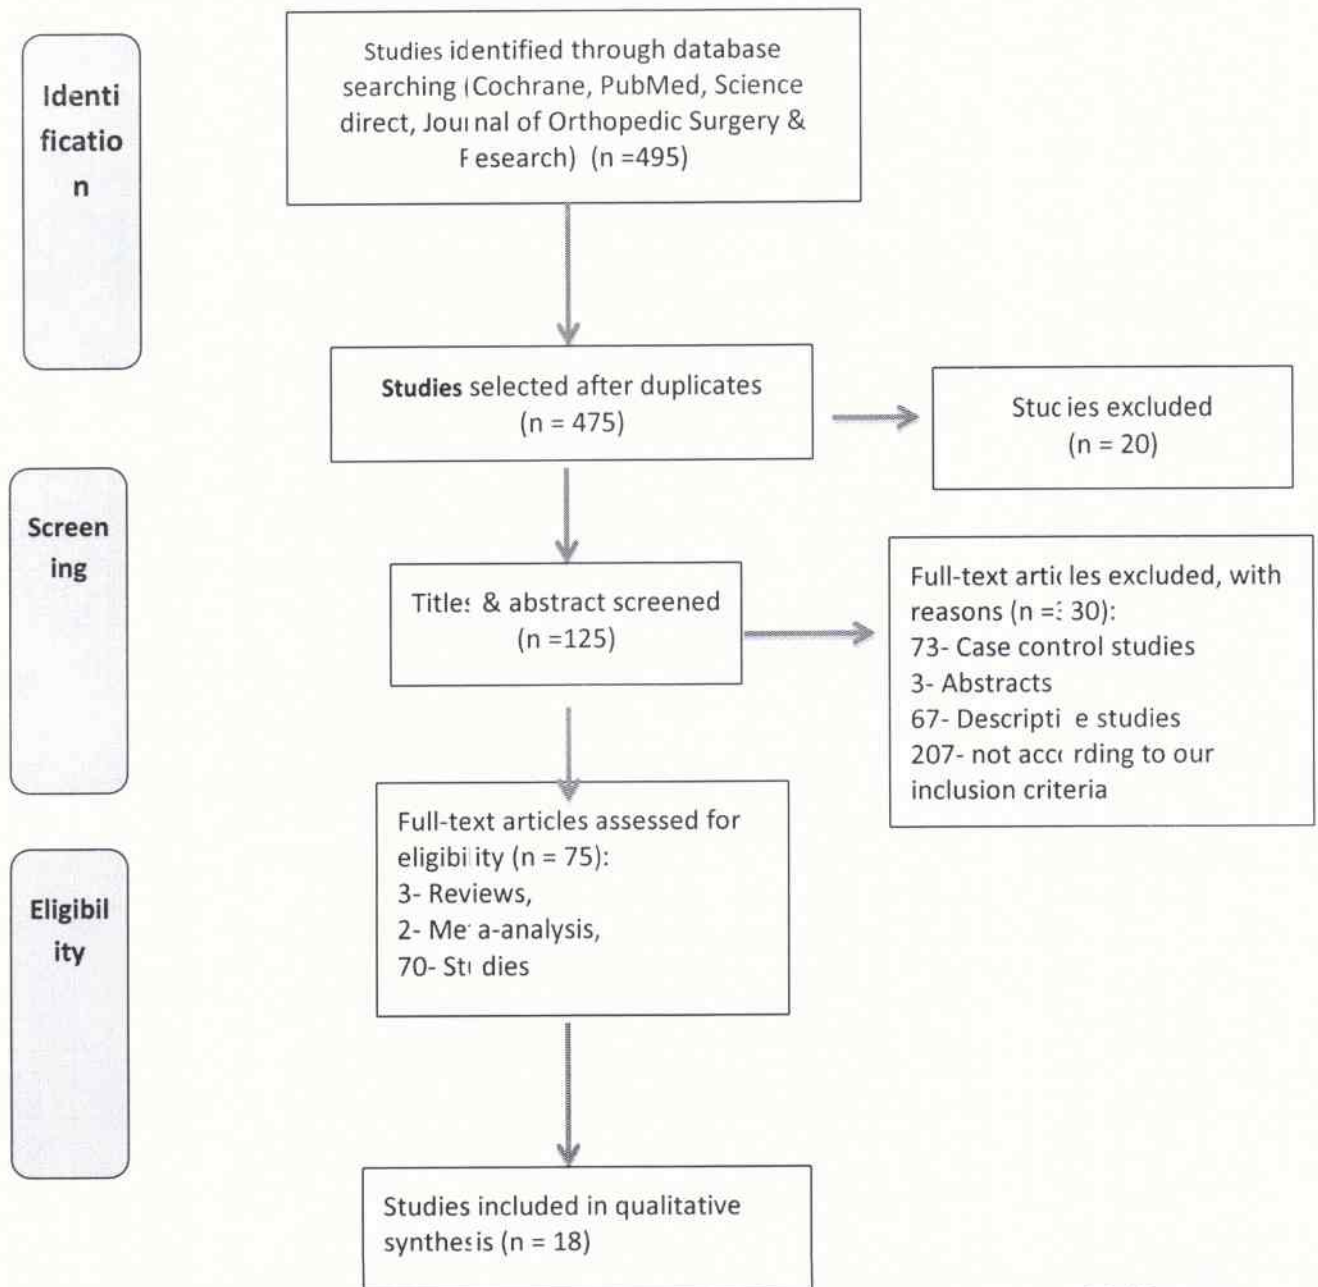 Identi
ficatio
n
Studies identified through database
searching (Cochrane, PubMed, Science
direct, Journal of Orthopedic Surgery &
Research) (n =495)
Studies selected after duplicates
(n = 475)
Studies excluded
(n = 20)
Screen
ing
Titles & abstract screened
(n =125)
Full-text articles excluded, with
reasons (n =
73- Case control studies
3- Abstracts
67- Descriptive studies
207- not according to our
inclusion criteria
Eligibil
ity
Full-text articles assessed for
eligibility (n = 75):
3- Reviews,
2- Meta-analysis,
70- Studies
Studies included in qualitative
synthesis (n = 18)